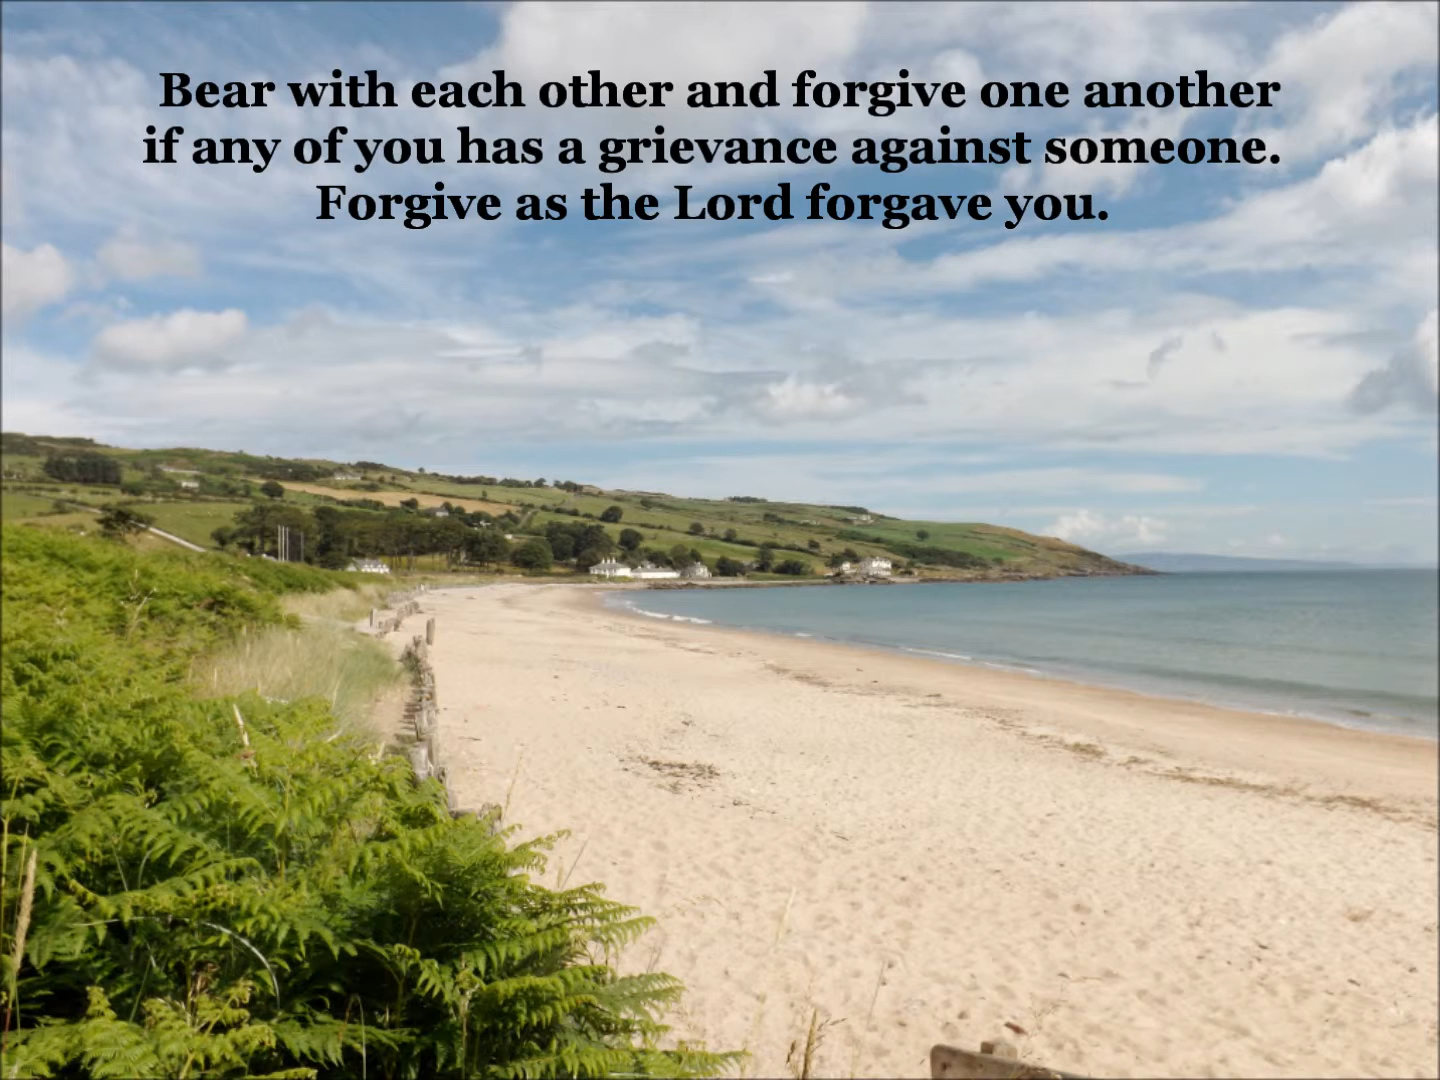 Bear with each other and forgive one another
if any of you has a grievance against someone.
Forgive as the Lord forgave you.